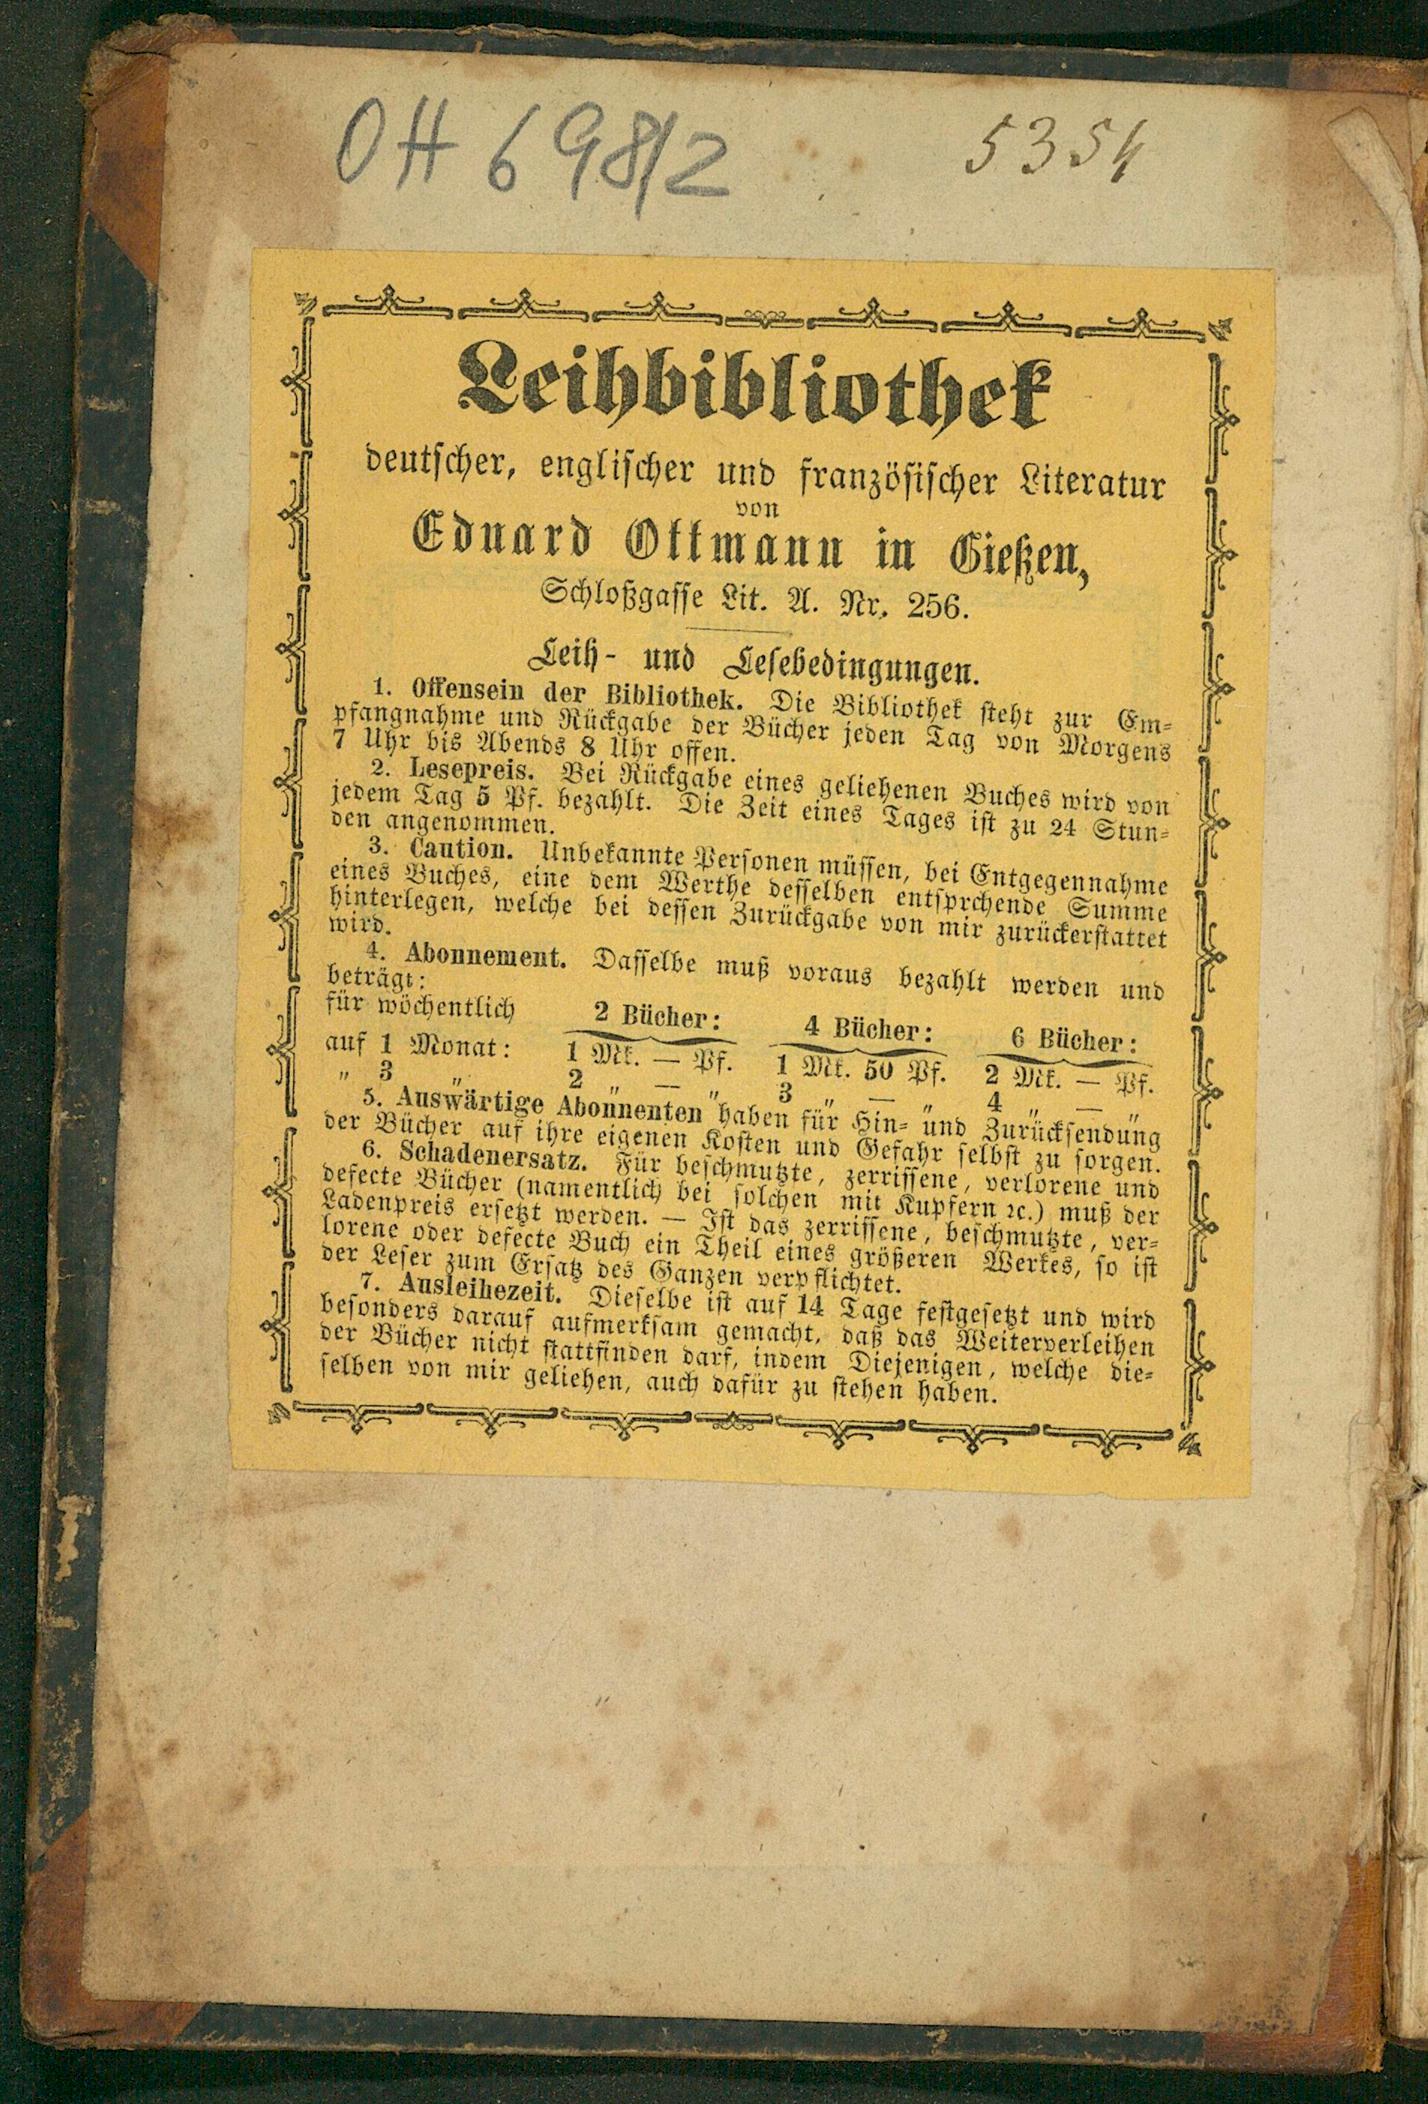 OH 698/2
5354
Leihbibliothek
deutscher, englischer und französischer Literatur
von
Eduard Ottmann in Gießen,
Schloßgasse Lit. A. Nr. 256.
Leih- und Lesebedingungen.
1. Offensein der Bibliothek. Die Bibliothek steht zur Em-
pfangnahme und Rückgabe der Bücher jeden Tag von Morgens
7 Uhr bis Abends 8 Uhr offen.
2. Lesepreis. Bei Rückgabe eines geliehenen Buches wird von
jedem Tag 5 Pf. bezahlt. Die Zeit eines Tages ist zu 24 Stun-
den angenommen.
3. Caution. Unbekannte Personen müssen, bei Entgegennahme
eines Buches, eine dem Werthe desselben entsprchende Summe
hinterlegen, welche bei dessen Zurückgabe von mir zurückerstattet
wird.
4. Abonnement. Dasselbe muß voraus bezahlt werden und
beträgt:
für wöchentlich 2 Bücher: 4 Bücher: 6 Bücher:
auf 1 Monat: 1 Mk. — Pf. 1 Mk. 50 Pf. 2 Mk. — Pf.
" 3 " 2 " — " 3 " — " 4 " — "
5. Auswärtige Abonnenten haben für Hin- und Zurücksendung
der Bücher auf ihre eigenen Kosten und Gefahr selbst zu sorgen.
6. Schadenersatz. Für beschmutzte, zerrissene, verlorene und
defecte Bücher (namentlich bei solchen mit Kupfern ꝛc.) muß der
Ladenpreis ersetzt werden. — Ist das zerrissene, beschmutzte, ver-
lorene oder defecte Buch ein Theil eines größeren Werkes, so ist
der Leser zum Ersatz des Ganzen verpflichtet.
7. Ausleihezeit. Dieselbe ist auf 14 Tage festgesetzt und wird
besonders darauf aufmerksam gemacht, daß das Weiterverleihen
der Bücher nicht stattfinden darf, indem Diejenigen, welche die-
selben von mir geliehen, auch dafür zu stehen haben.